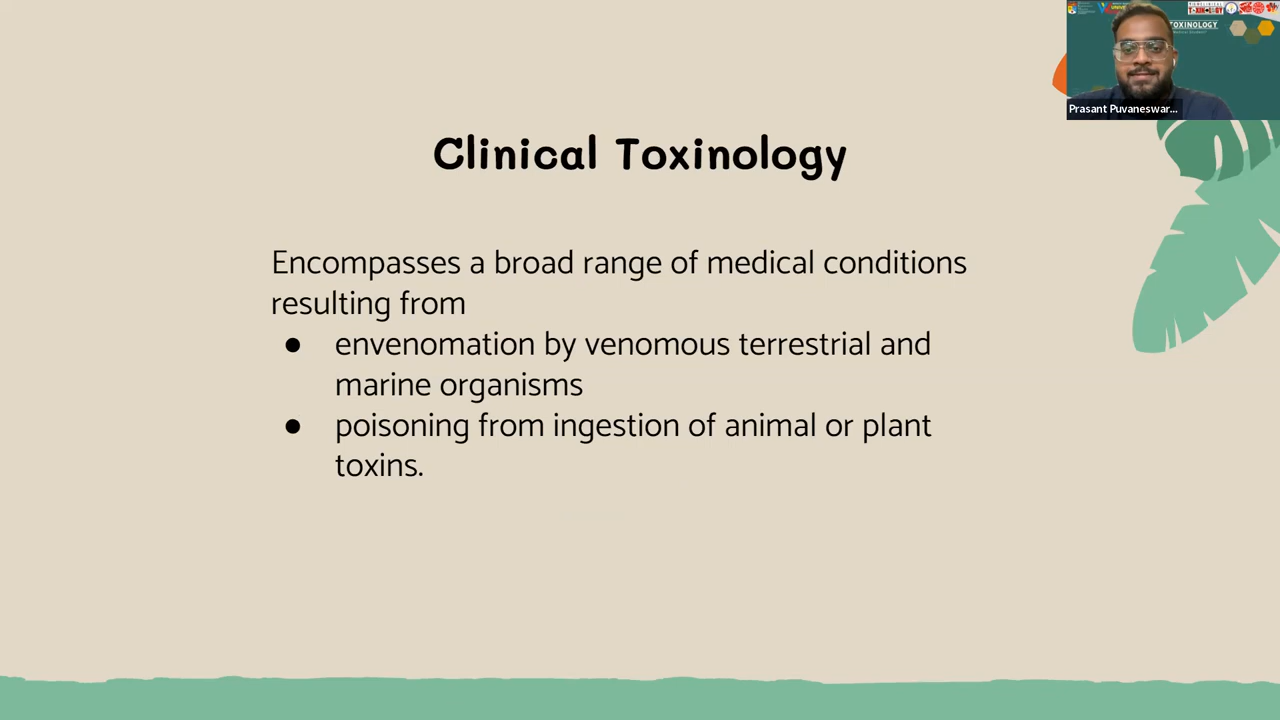 TOXINOLOGY
TOXINOLOGY
Prasant Puvaneswar...
Clinical Toxinology
Encompasses a broad range of medical conditions
resulting from
● envenomation by venomous terrestrial and
marine organisms
● poisoning from ingestion of animal or plant
toxins.